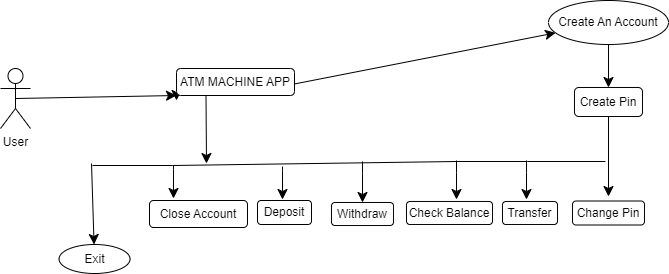 Create An Account
ATM MACHINE APP
Create Pin
User
Close Account
Deposit
Withdraw
Check Balance
Transfer
Change Pin
Exit